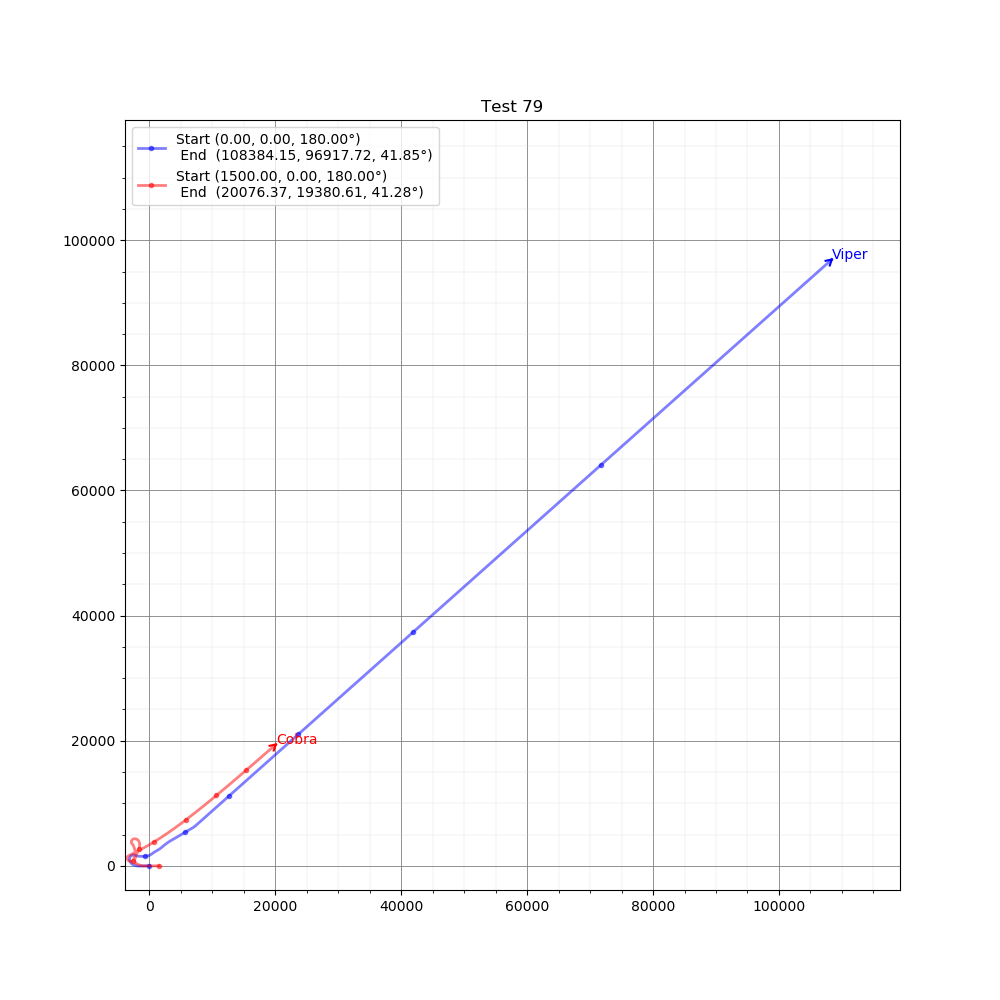 Test 79
Start (0.00, 0.00, 180.00°)
End  (108384.15, 96917.72, 41.85°)
Start (1500.00, 0.00, 180.00°)
End  (20076.37, 19380.61, 41.28°)
100000
Viper
80000
60000
40000
20000
Cobra
0
0 20000 40000 60000 80000 100000